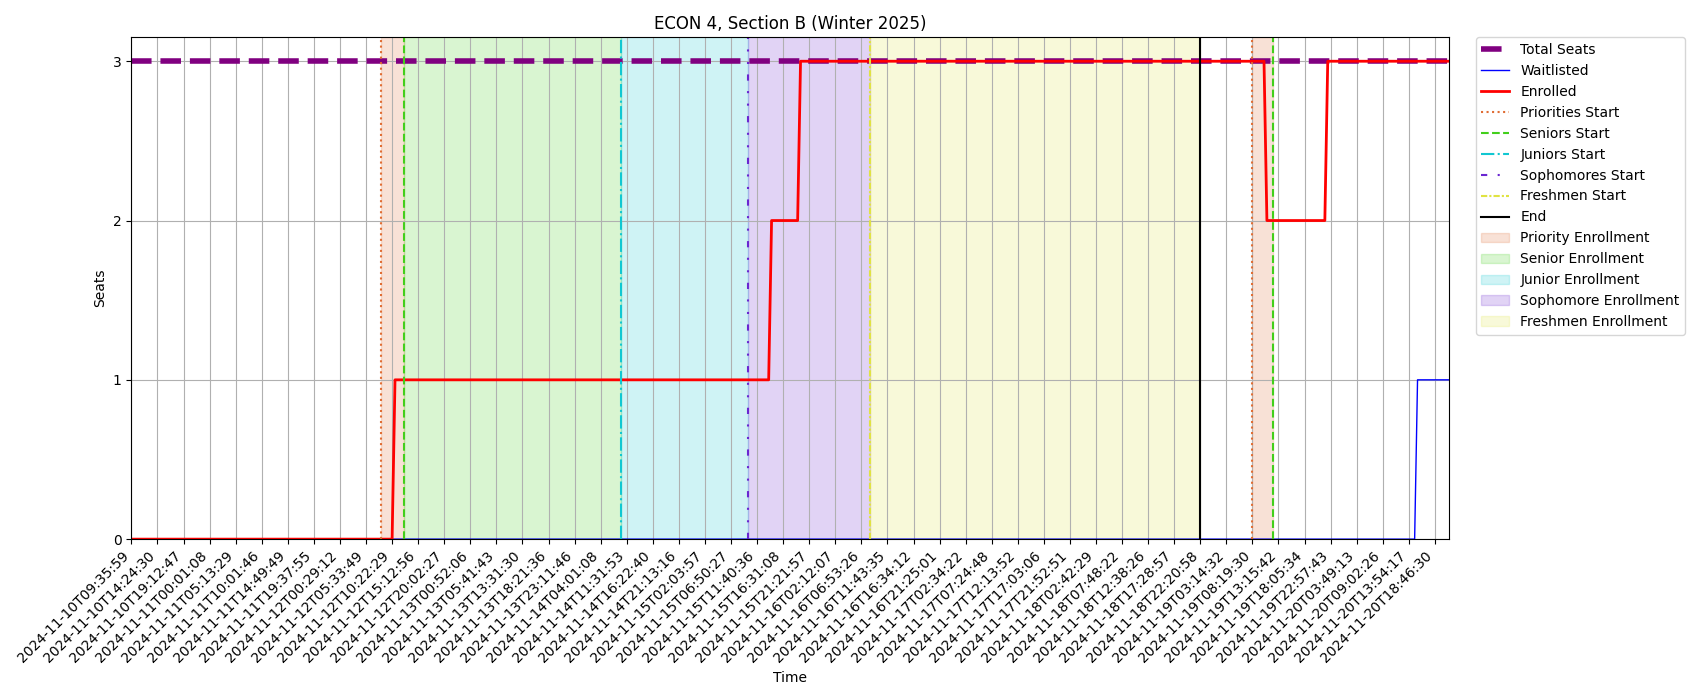 ECON 4, Section B (Winter 2025)
Seats
3
2
1
0
2024-11-10T09:35:59
2024-11-10T14:24:30
2024-11-10T19:12:47
2024-11-11T00:01:08
2024-11-11T05:13:29
2024-11-11T10:01:46
2024-11-11T14:49:49
2024-11-11T19:37:55
2024-11-12T00:29:12
2024-11-12T05:33:49
2024-11-12T10:22:29
2024-11-12T15:12:56
2024-11-12T20:02:27
2024-11-13T00:52:06
2024-11-13T05:41:43
2024-11-13T13:31:30
2024-11-13T18:21:36
2024-11-13T23:11:46
2024-11-14T04:01:08
2024-11-14T11:31:53
2024-11-14T16:22:40
2024-11-14T21:13:16
2024-11-15T02:03:57
2024-11-15T06:50:27
2024-11-15T11:40:36
2024-11-15T16:31:08
2024-11-15T21:21:57
2024-11-16T02:12:07
2024-11-16T06:53:26
2024-11-16T11:43:35
2024-11-16T16:34:12
2024-11-16T21:25:01
2024-11-17T02:34:22
2024-11-17T07:24:48
2024-11-17T12:13:52
2024-11-17T17:03:06
2024-11-17T21:52:51
2024-11-18T02:42:29
2024-11-18T07:48:22
2024-11-18T12:38:26
2024-11-18T17:28:57
2024-11-18T22:20:58
2024-11-19T03:14:32
2024-11-19T08:19:30
2024-11-19T13:15:42
2024-11-19T18:05:34
2024-11-19T22:57:43
2024-11-20T03:49:13
2024-11-20T09:02:26
2024-11-20T13:54:17
2024-11-20T18:46:30
Time
Total Seats
Waitlisted
Enrolled
Priorities Start
Seniors Start
Juniors Start
Sophomores Start
Freshmen Start
End
Priority Enrollment
Senior Enrollment
Junior Enrollment
Sophomore Enrollment
Freshmen Enrollment